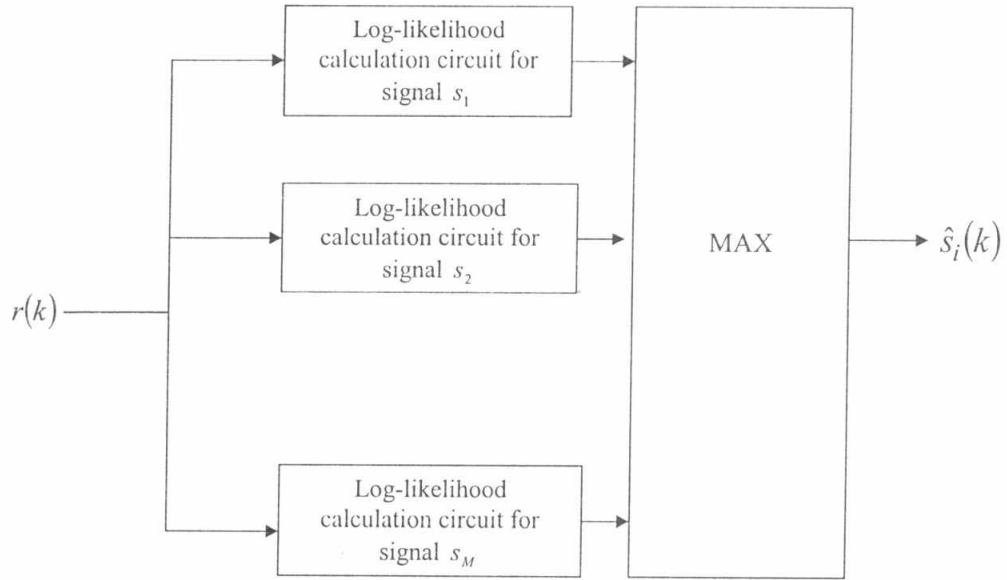 Log-likelihood
calculation circuit for
signal s₁
Log-likelihood
calculation circuit for
signal s₂
MAX
ŝᵢ(k)
r(k)
Log-likelihood
calculation circuit for
signal s_M